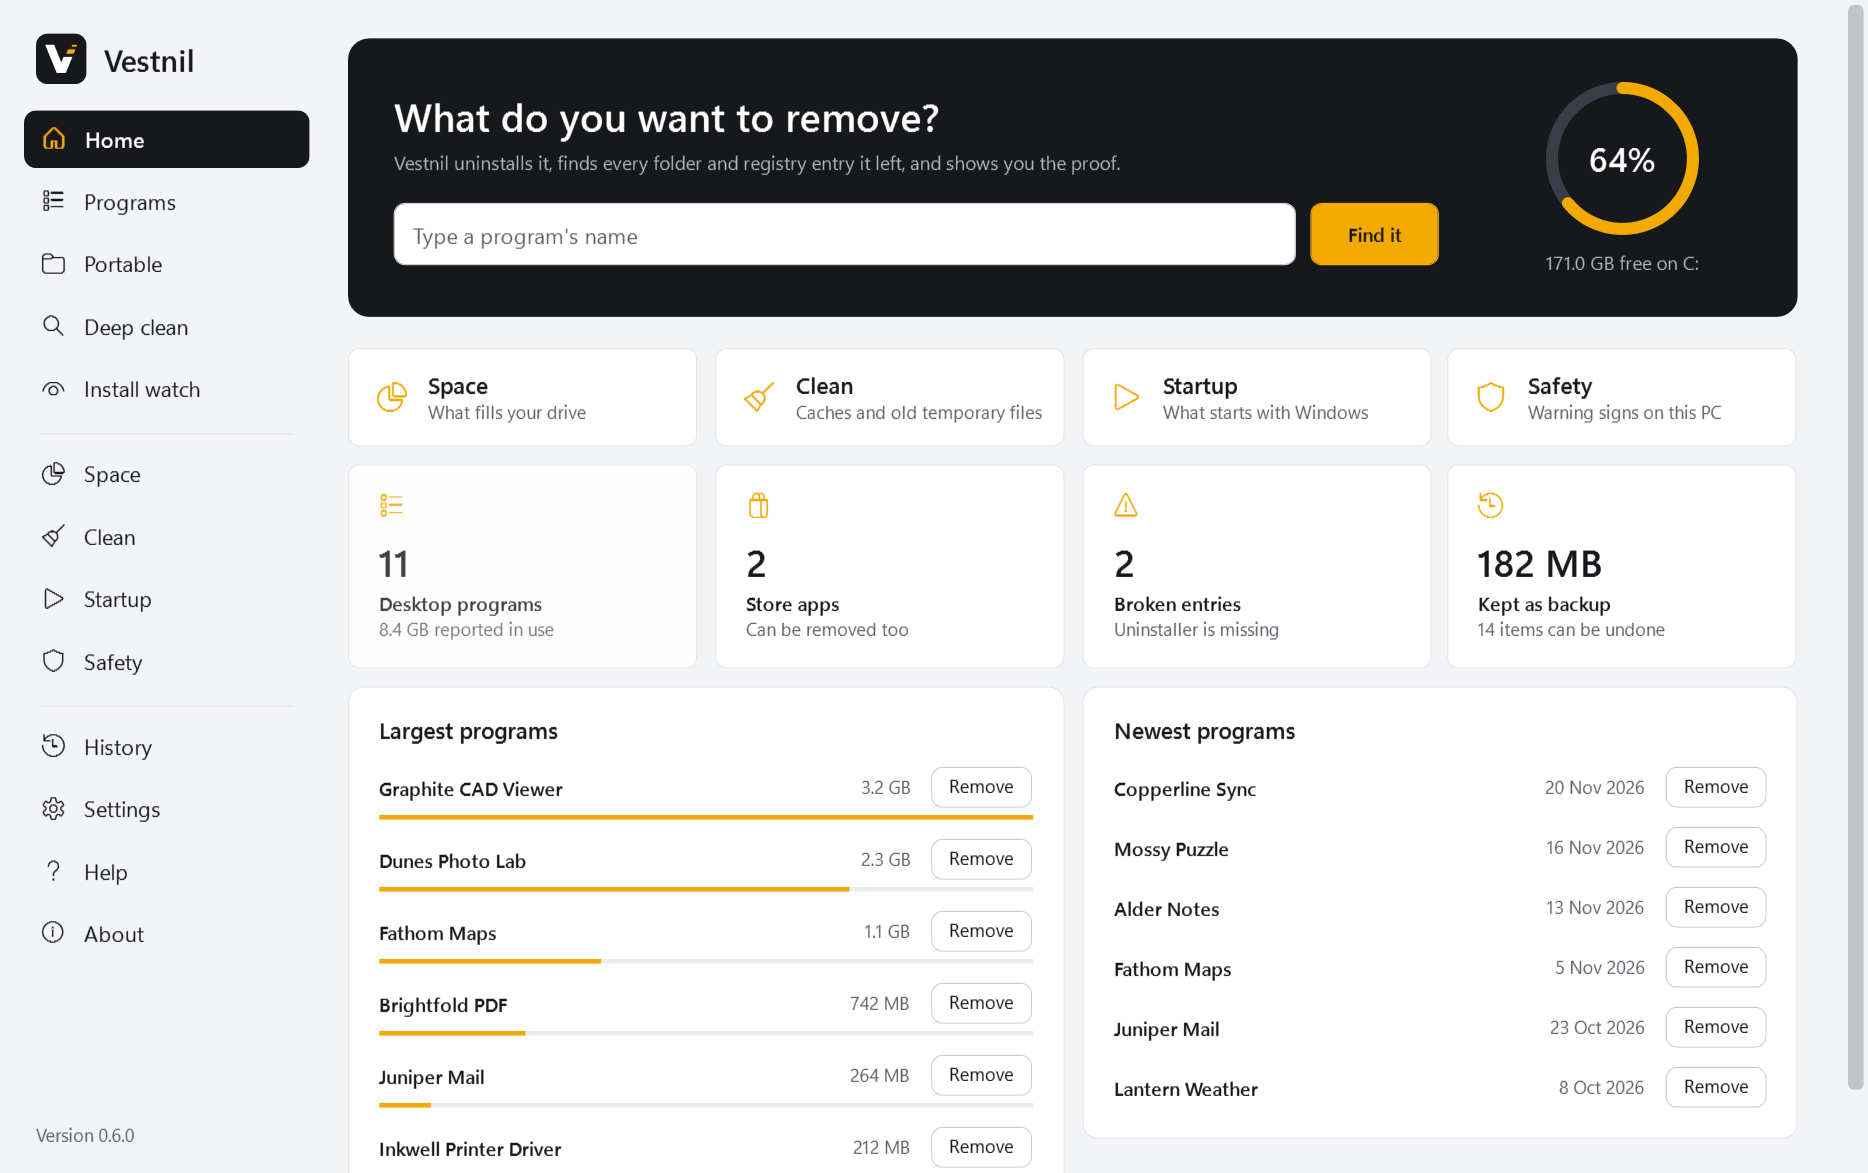 Vestnil
Home
Programs
Portable
Deep clean
Install watch
Space
Clean
Startup
Safety
History
Settings
Help
About
Version 0.6.0
What do you want to remove?
Vestnil uninstalls it, finds every folder and registry entry it left, and shows you the proof.
Type a program's name
Find it
64%
171.0 GB free on C:
Space
What fills your drive
Clean
Caches and old temporary files
Startup
What starts with Windows
Safety
Warning signs on this PC
11
Desktop programs
8.4 GB reported in use
2
Store apps
Can be removed too
2
Broken entries
Uninstaller is missing
182 MB
Kept as backup
14 items can be undone
Largest programs
Graphite CAD Viewer 3.2 GB Remove
Dunes Photo Lab 2.3 GB Remove
Fathom Maps 1.1 GB Remove
Brightfold PDF 742 MB Remove
Juniper Mail 264 MB Remove
Inkwell Printer Driver 212 MB Remove
Newest programs
Copperline Sync 20 Nov 2026 Remove
Mossy Puzzle 16 Nov 2026 Remove
Alder Notes 13 Nov 2026 Remove
Fathom Maps 5 Nov 2026 Remove
Juniper Mail 23 Oct 2026 Remove
Lantern Weather 8 Oct 2026 Remove